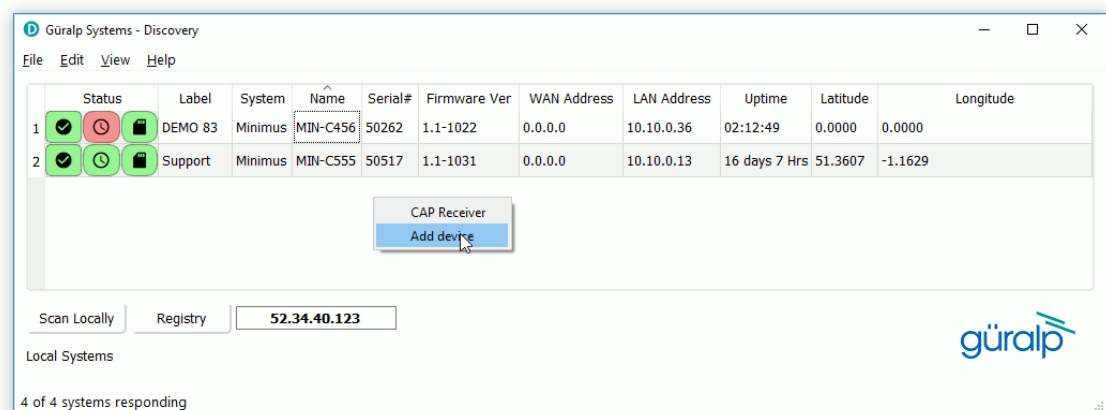 Güralp Systems - Discovery
File Edit View Help
Status Label System Name Serial# Firmware Ver WAN Address LAN Address Uptime Latitude Longitude
1 DEMO 83 Minimus MIN-C456 50262 1.1-1022 0.0.0.0 10.10.0.36 02:12:49 0.0000 0.0000
2 Support Minimus MIN-C555 50517 1.1-1031 0.0.0.0 10.10.0.13 16 days 7 Hrs 51.3607 -1.1629
CAP Receiver
Add device
Scan Locally Registry 52.34.40.123
güralp
Local Systems
4 of 4 systems responding